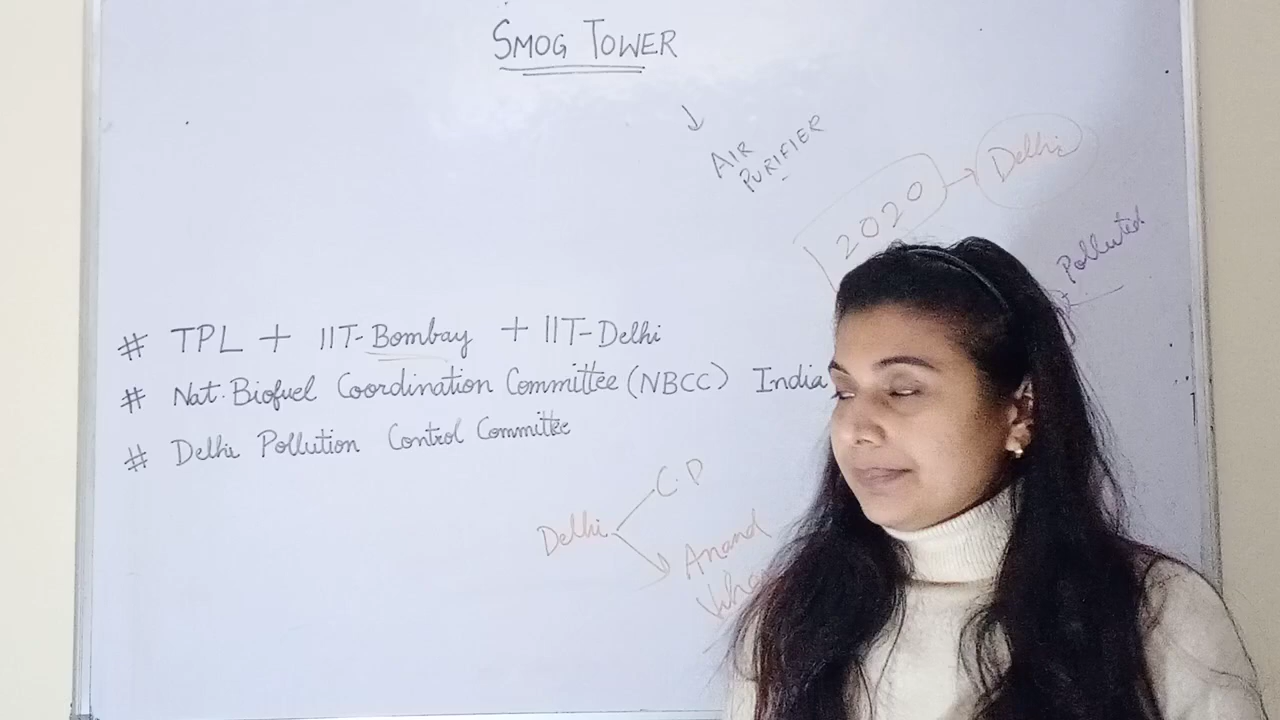 SMOG TOWER
↓
AIR
PURIFIER
2020 → Delhi
Polluted
# TPL + IIT-Bombay + IIT-Delhi
# Nat. Biofuel Coordination Committee (NBCC) India
# Delhi Pollution Control Committee
C.P
Delhi
Anand